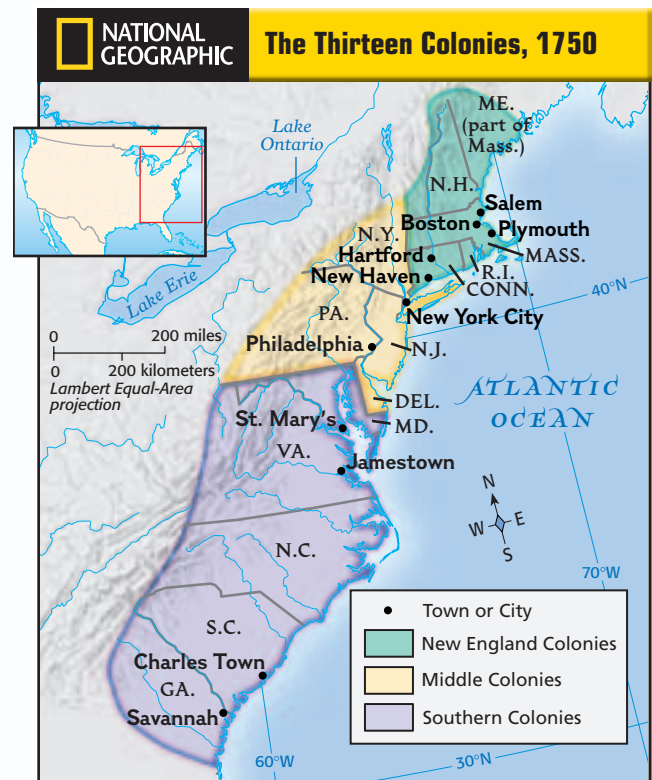 NATIONAL
GEOGRAPHIC
The Thirteen Colonies, 1750
Lake
Ontario
ME.
(part of
Mass.)
N.H.
Salem
Boston
Plymouth
N.Y.
Hartford
MASS.
New Haven
R.I.
CONN.
Lake Erie
40°N
PA.
New York City
0 200 miles
0 200 kilometers
Lambert Equal-Area
projection
Philadelphia
N.J.
ATLANTIC
OCEAN
DEL.
MD.
St. Mary's
VA.
Jamestown
N
W E
S
N.C.
70°W
S.C.
Charles Town
GA.
Savannah
Town or City
New England Colonies
Middle Colonies
Southern Colonies
60°W
30°N